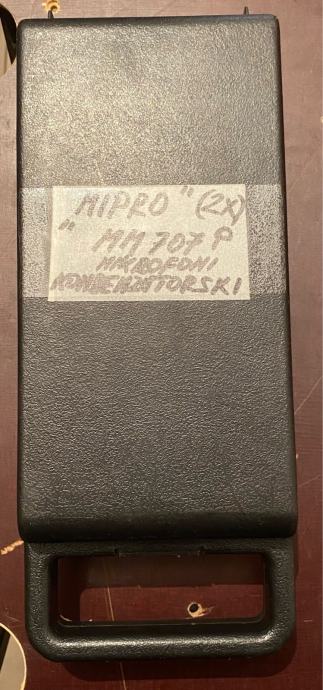 "MIPRO" (2X)
"MM 707 P
MIKROFONI
KONDENZATORSKI